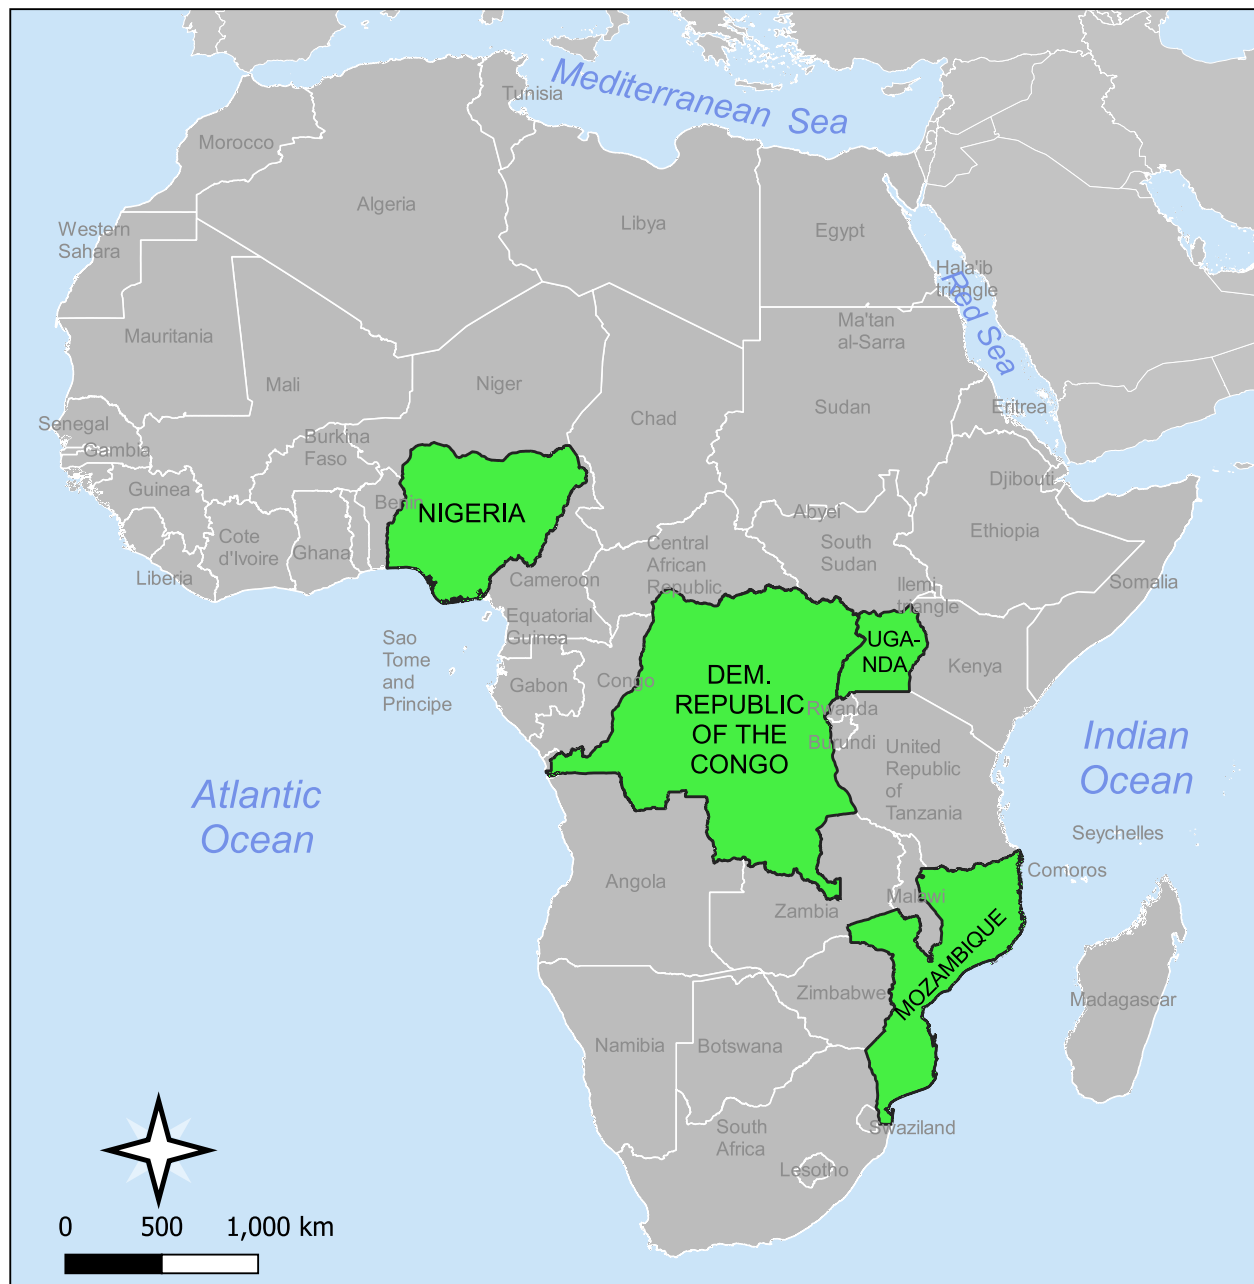 Mediterranean Sea
Tunisia
Morocco
Algeria
Libya
Egypt
Western
Sahara
Hala'ib
triangle
Red Sea
Ma'tan
al-Sarra
Mauritania
Mali
Niger
Chad
Sudan
Eritrea
Senegal
Gambia
Burkina
Faso
Guinea
Benin
NIGERIA
Djibouti
Abyei
Ethiopia
Cote
d'Ivoire
Ghana
Central
African
Republic
South
Sudan
Liberia
Cameroon
Ilemi
triangle
Somalia
Equatorial
Guinea
Sao
Tome
and
Principe
UGA-
NDA
Kenya
Gabon
Congo
DEM.
REPUBLIC
OF THE
CONGO
Rwanda
Burundi
United
Republic
of
Tanzania
Indian
Ocean
Atlantic
Ocean
Seychelles
Comoros
Angola
Zambia
Malawi
MOZAMBIQUE
Zimbabwe
Madagascar
Namibia
Botswana
South
Africa
Swaziland
Lesotho
0 500 1,000 km